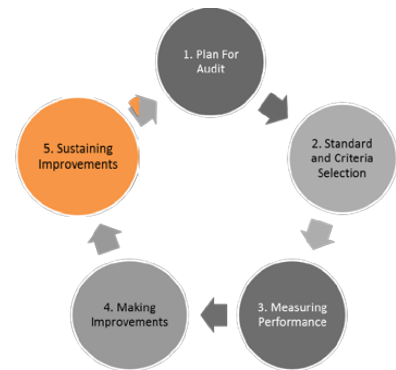 1. Plan For
Audit
2. Standard
and Criteria
Selection
3. Measuring
Performance
4. Making
Improvements
5. Sustaining
Improvements